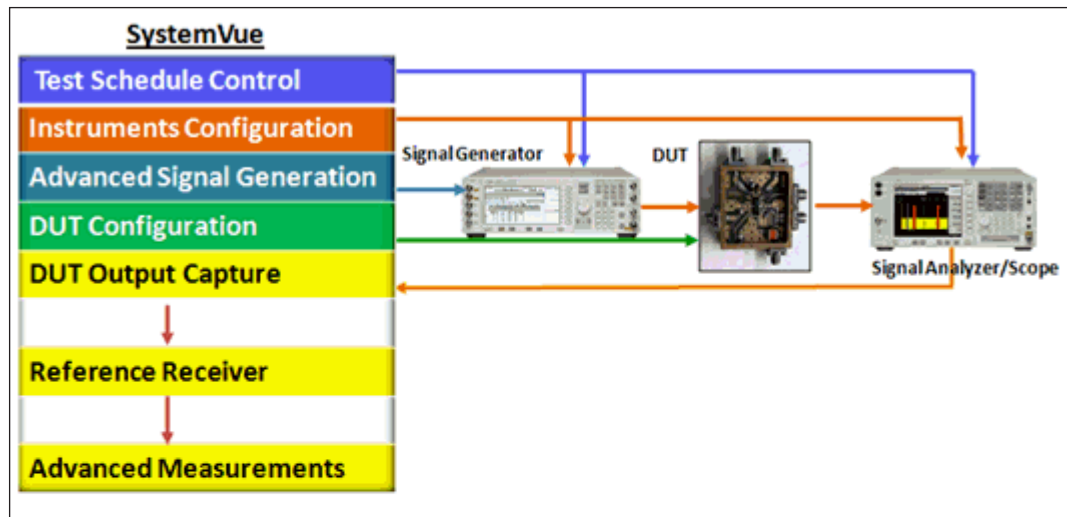 SystemVue
Test Schedule Control
Instruments Configuration
Advanced Signal Generation
DUT Configuration
DUT Output Capture
Reference Receiver
Advanced Measurements
Signal Generator
DUT
Signal Analyzer/Scope